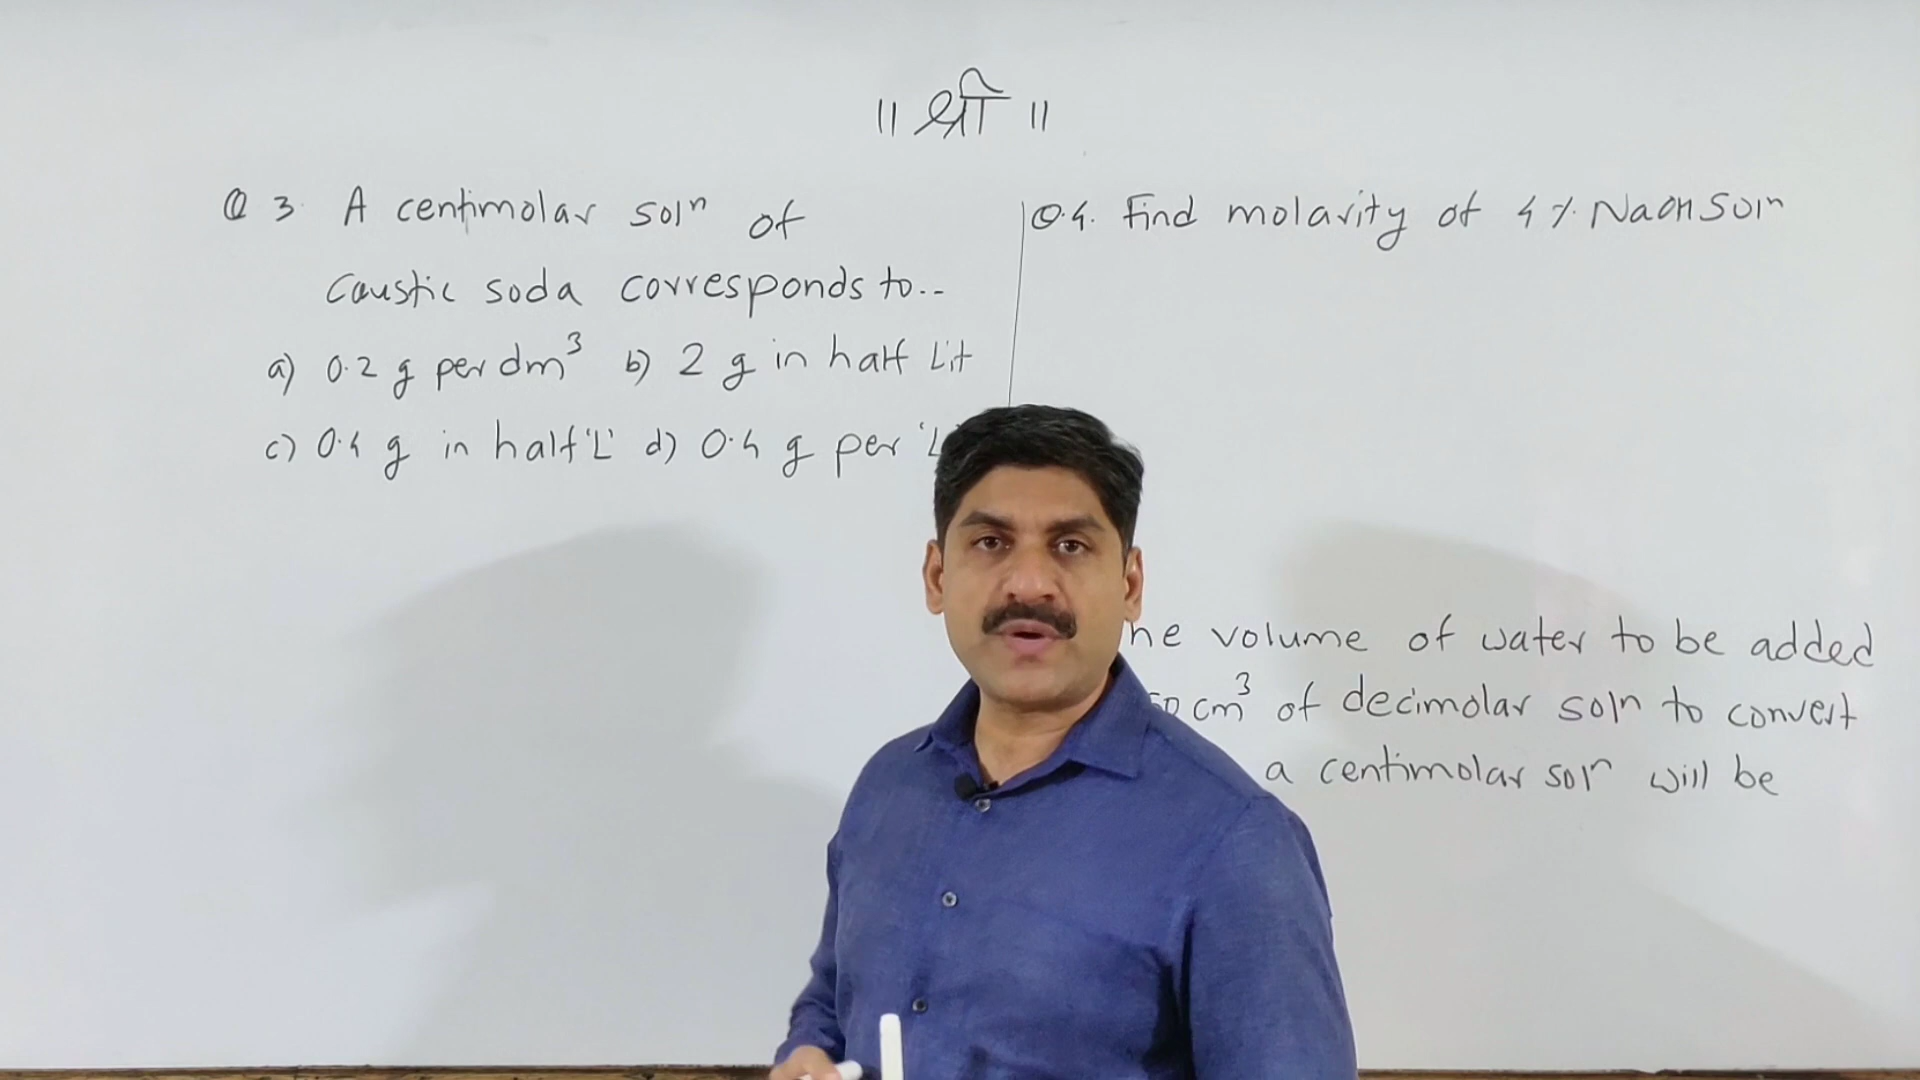 ॥ श्री ॥
Q 3. A centimolar solⁿ of
caustic soda corresponds to..
a) 0.2 g per dm³ b) 2 g in half Lit
c) 0.4 g in half 'L' d) 0.4 g per 'L
Q.4. Find molarity of 4 %. NaOH Solⁿ
he volume of water to be added
cm³ of decimolar soln to convert
a centimolar solⁿ will be